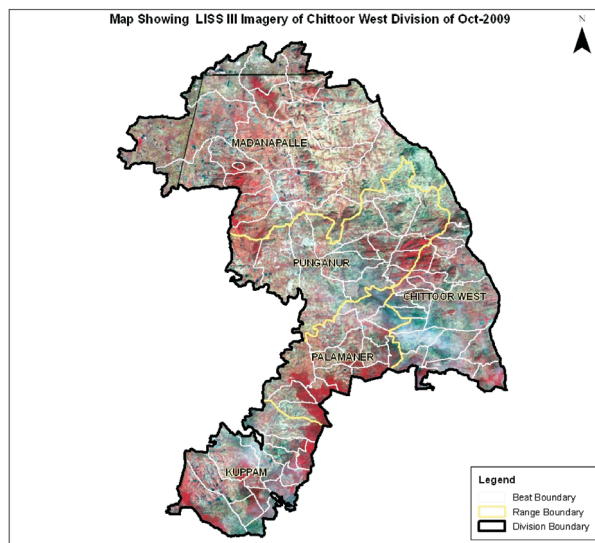 Map Showing LISS III Imagery of Chittoor West Division of Oct-2009
N
MADANAPALLE
PUNGANUR
CHITTOOR WEST
PALAMANER
KUPPAM
Legend
Beat Boundary
Range Boundary
Division Boundary